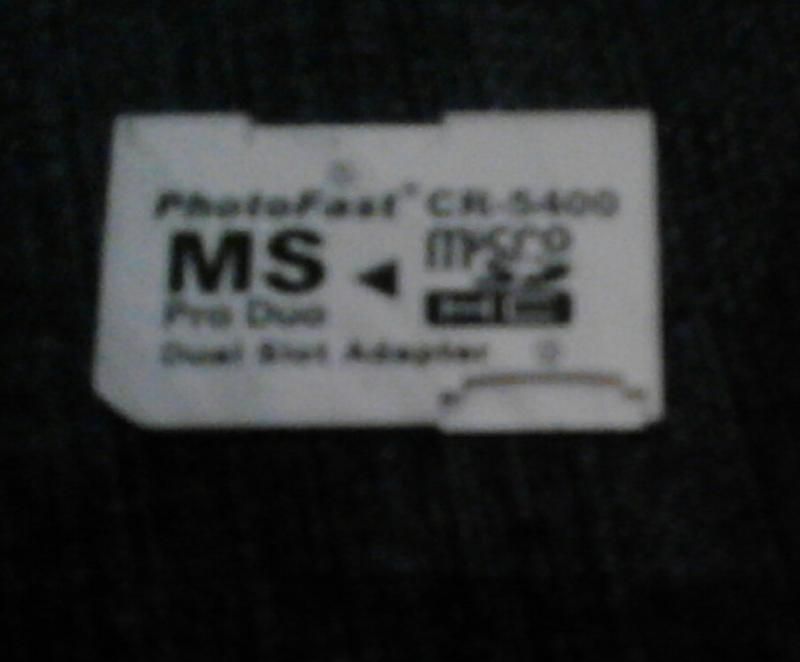 PhotoFast® CR-5400
MS ◀ micro SD HC
Pro Duo
Dual Slot Adapter